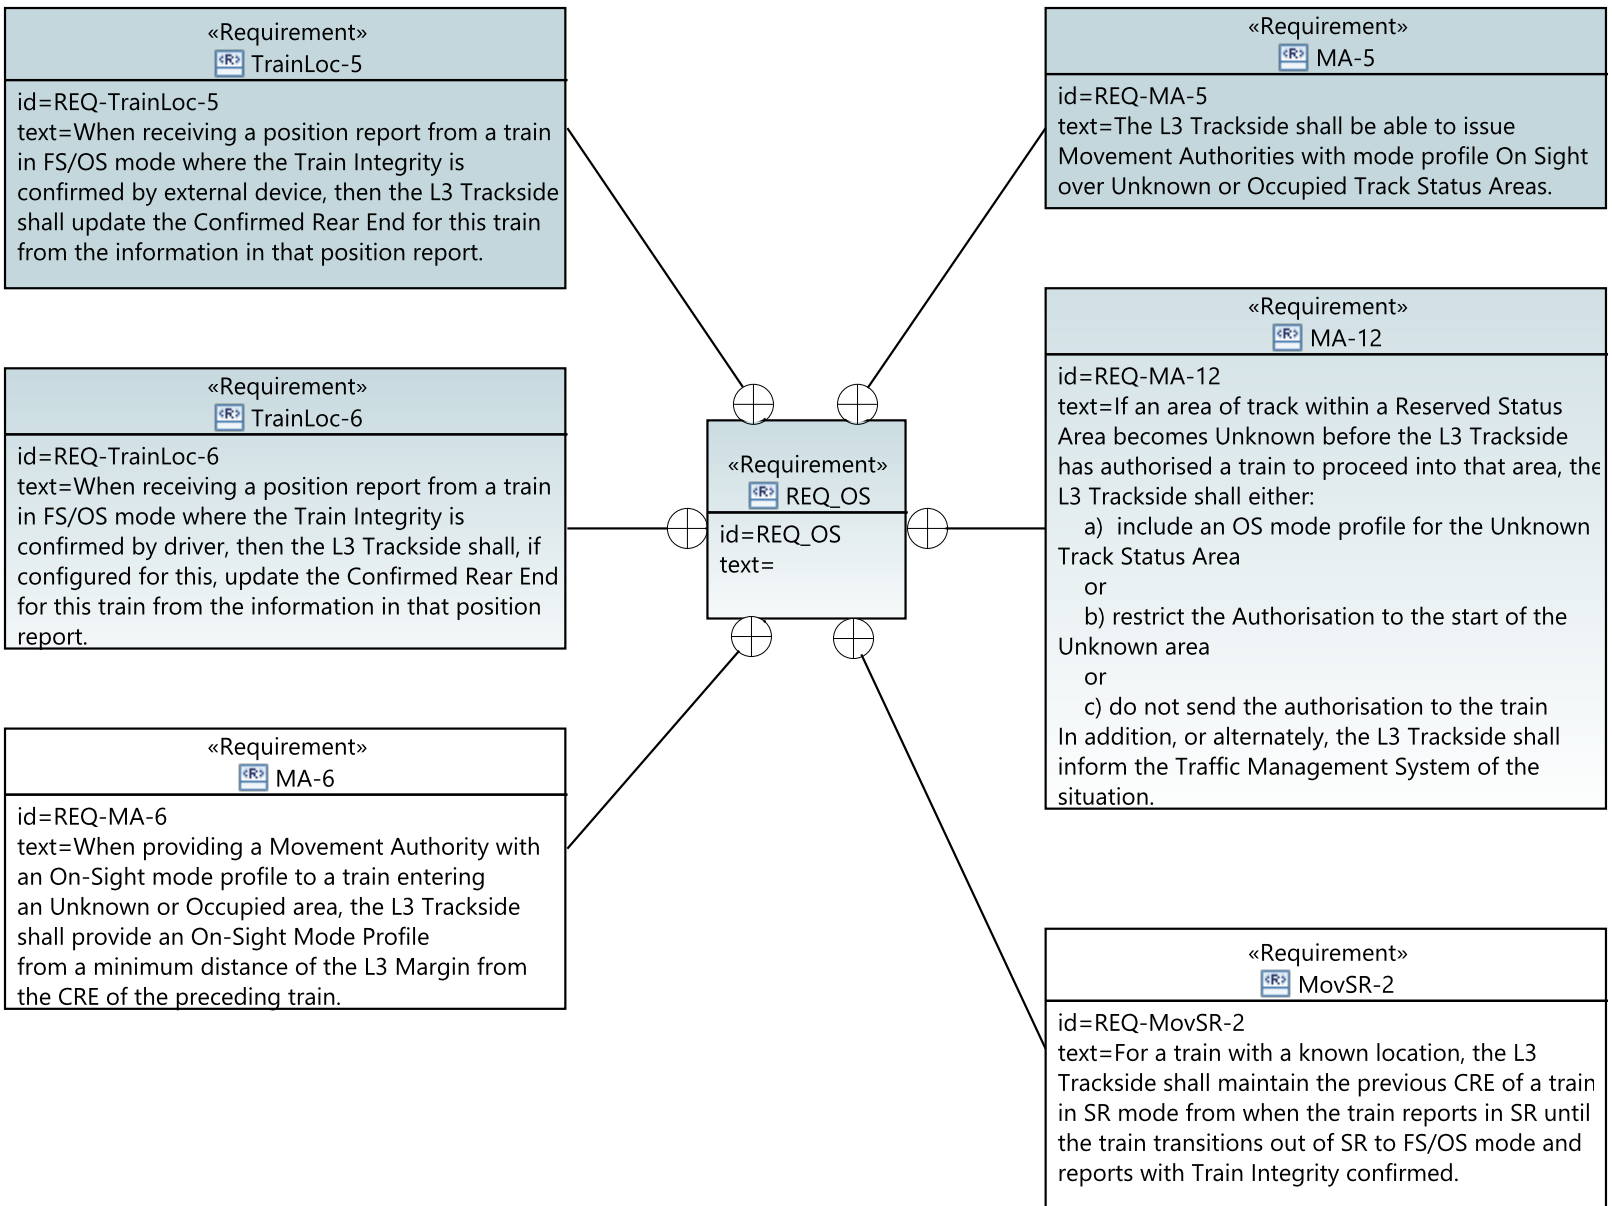 «Requirement»
<R> TrainLoc-5
id=REQ-TrainLoc-5
text=When receiving a position report from a train
in FS/OS mode where the Train Integrity is
confirmed by external device, then the L3 Trackside
shall update the Confirmed Rear End for this train
from the information in that position report.
«Requirement»
<R> TrainLoc-6
id=REQ-TrainLoc-6
text=When receiving a position report from a train
in FS/OS mode where the Train Integrity is
confirmed by driver, then the L3 Trackside shall, if
configured for this, update the Confirmed Rear End
for this train from the information in that position
report.
«Requirement»
<R> MA-6
id=REQ-MA-6
text=When providing a Movement Authority with
an On-Sight mode profile to a train entering
an Unknown or Occupied area, the L3 Trackside
shall provide an On-Sight Mode Profile
from a minimum distance of the L3 Margin from
the CRE of the preceding train.
«Requirement»
<R> REQ_OS
id=REQ_OS
text=
«Requirement»
<R> MA-5
id=REQ-MA-5
text=The L3 Trackside shall be able to issue
Movement Authorities with mode profile On Sight
over Unknown or Occupied Track Status Areas.
«Requirement»
<R> MA-12
id=REQ-MA-12
text=If an area of track within a Reserved Status
Area becomes Unknown before the L3 Trackside
has authorised a train to proceed into that area, the
L3 Trackside shall either:
a) include an OS mode profile for the Unknown
Track Status Area
or
b) restrict the Authorisation to the start of the
Unknown area
or
c) do not send the authorisation to the train
In addition, or alternately, the L3 Trackside shall
inform the Traffic Management System of the
situation.
«Requirement»
<R> MovSR-2
id=REQ-MovSR-2
text=For a train with a known location, the L3
Trackside shall maintain the previous CRE of a train
in SR mode from when the train reports in SR until
the train transitions out of SR to FS/OS mode and
reports with Train Integrity confirmed.